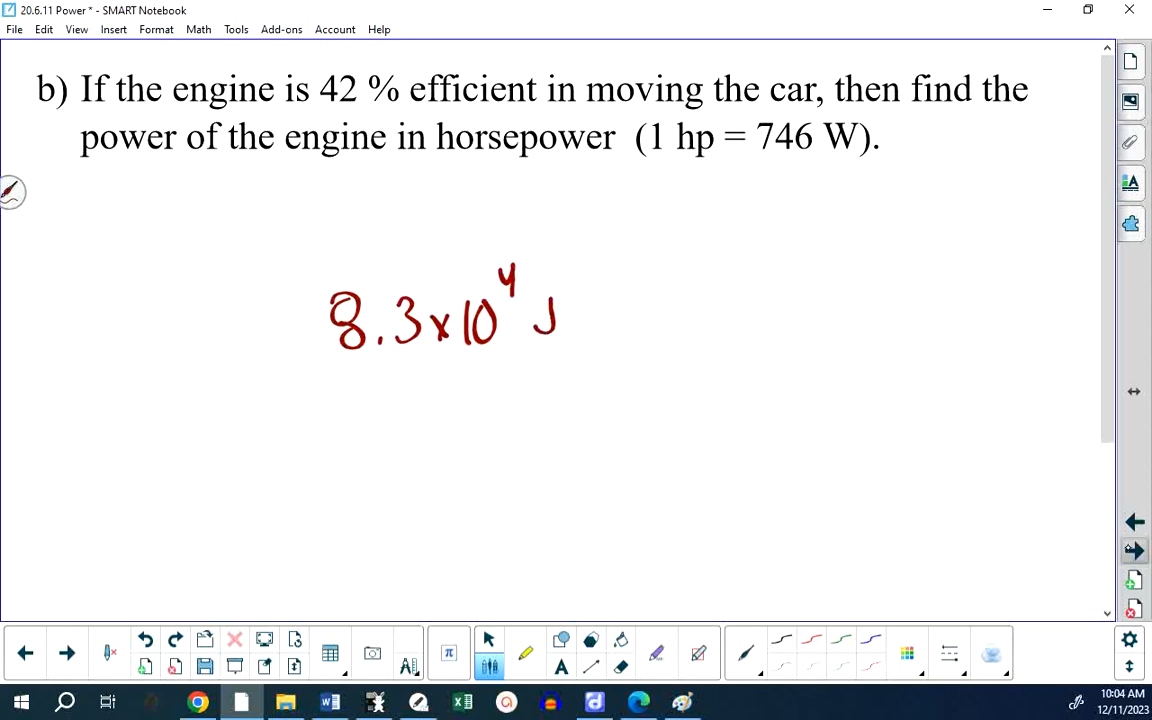 20.6.11 Power * - SMART Notebook
File Edit View Insert Format Math Tools Add-ons Account Help
b) If the engine is 42 % efficient in moving the car, then find the
power of the engine in horsepower (1 hp = 746 W).
8.3×10⁴ J
10:04 AM
12/11/2023